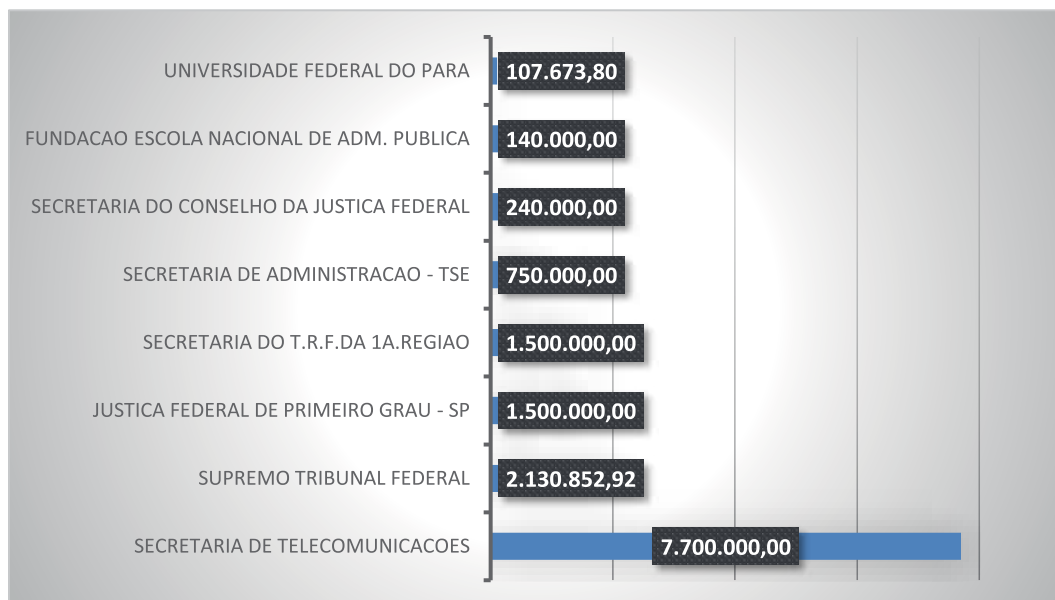 UNIVERSIDADE FEDERAL DO PARA 107.673,80
FUNDACAO ESCOLA NACIONAL DE ADM. PUBLICA 140.000,00
SECRETARIA DO CONSELHO DA JUSTICA FEDERAL 240.000,00
SECRETARIA DE ADMINISTRACAO - TSE 750.000,00
SECRETARIA DO T.R.F.DA 1A.REGIAO 1.500.000,00
JUSTICA FEDERAL DE PRIMEIRO GRAU - SP 1.500.000,00
SUPREMO TRIBUNAL FEDERAL 2.130.852,92
SECRETARIA DE TELECOMUNICACOES 7.700.000,00